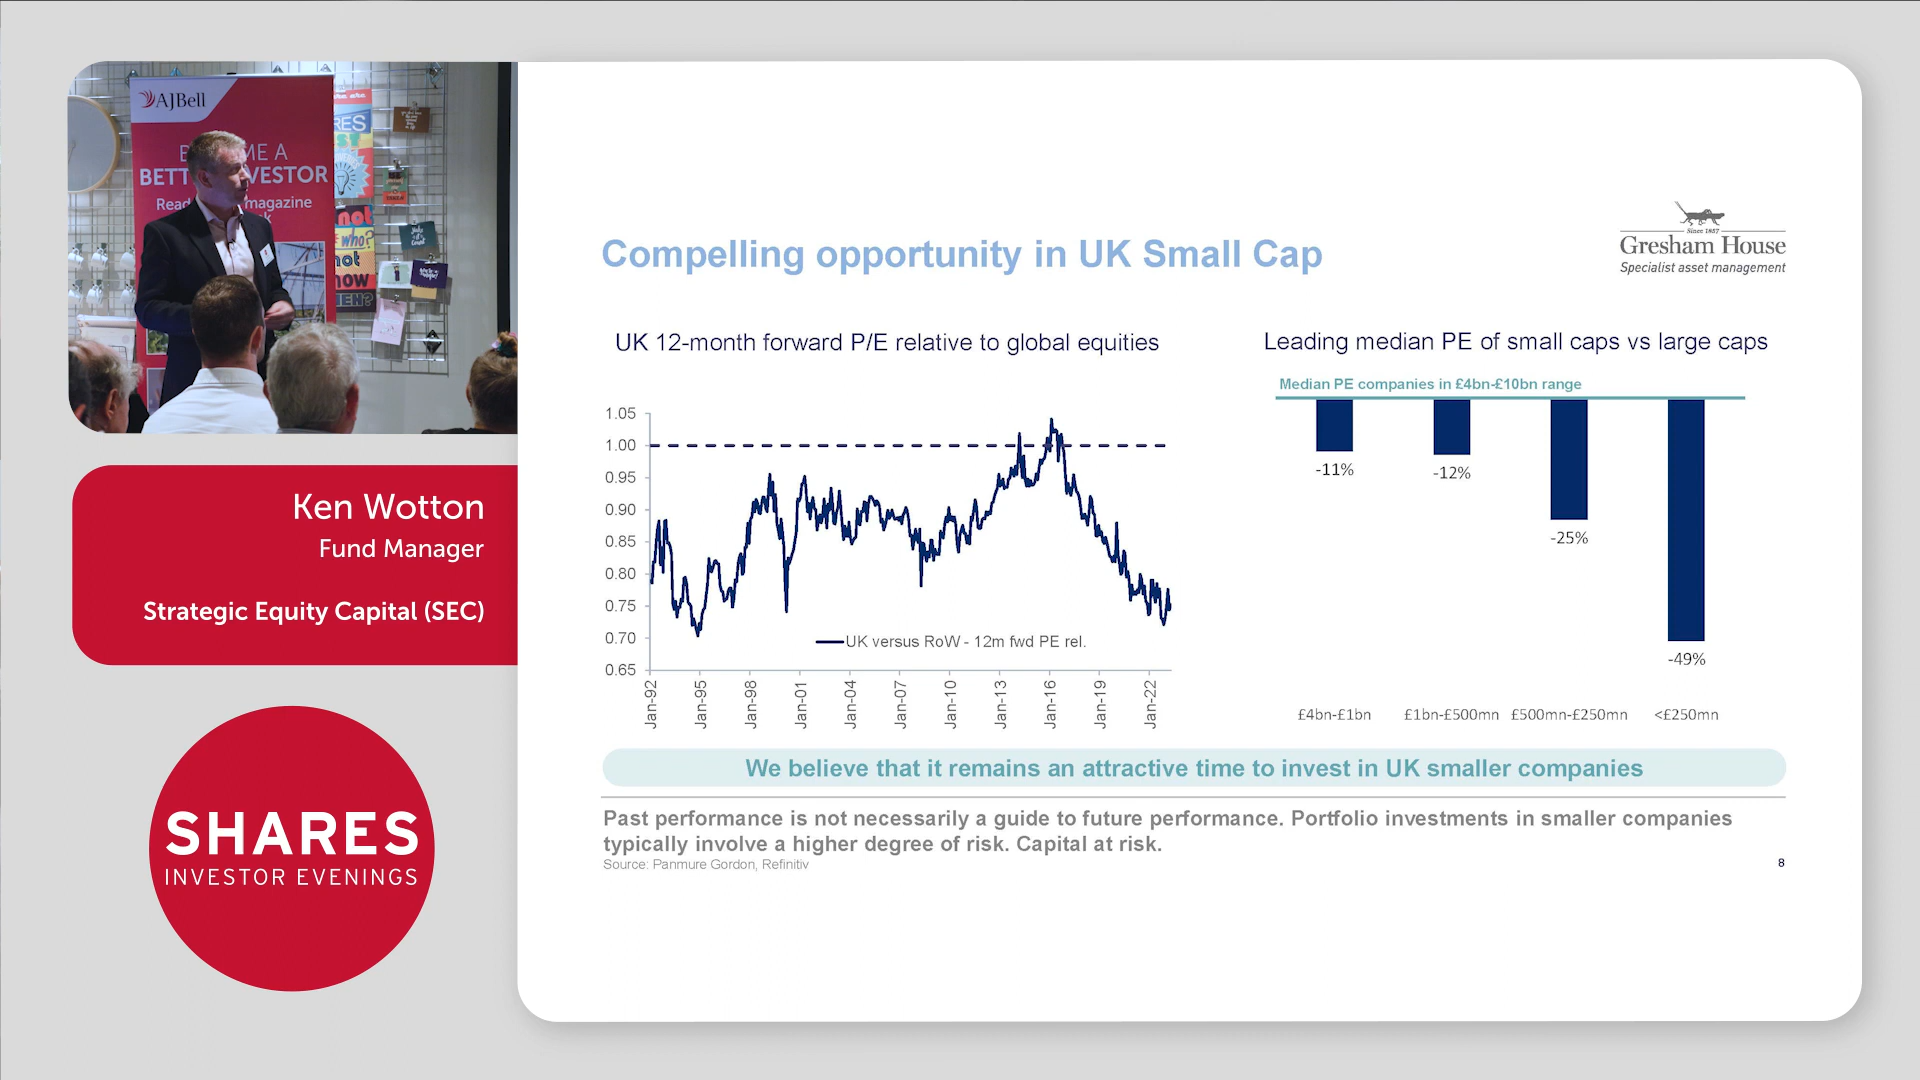 AJBell
ME A
BETT VESTOR
Read magazine
RES
not
WHO?
not
now
Ken Wotton
Fund Manager
Strategic Equity Capital (SEC)
SHARES
INVESTOR EVENINGS
Compelling opportunity in UK Small Cap
Since 1857
Gresham House
Specialist asset management
UK 12-month forward P/E relative to global equities
1.05
1.00
0.95
0.90
0.85
0.80
0.75
0.70
0.65
UK versus RoW - 12m fwd PE rel.
Jan-92
Jan-95
Jan-98
Jan-01
Jan-04
Jan-07
Jan-10
Jan-13
Jan-16
Jan-19
Jan-22
Leading median PE of small caps vs large caps
Median PE companies in £4bn-£10bn range
-11%
-12%
-25%
-49%
£4bn-£1bn £1bn-£500mn £500mn-£250mn <£250mn
We believe that it remains an attractive time to invest in UK smaller companies
Past performance is not necessarily a guide to future performance. Portfolio investments in smaller companies
typically involve a higher degree of risk. Capital at risk.
Source: Panmure Gordon, Refinitiv
8